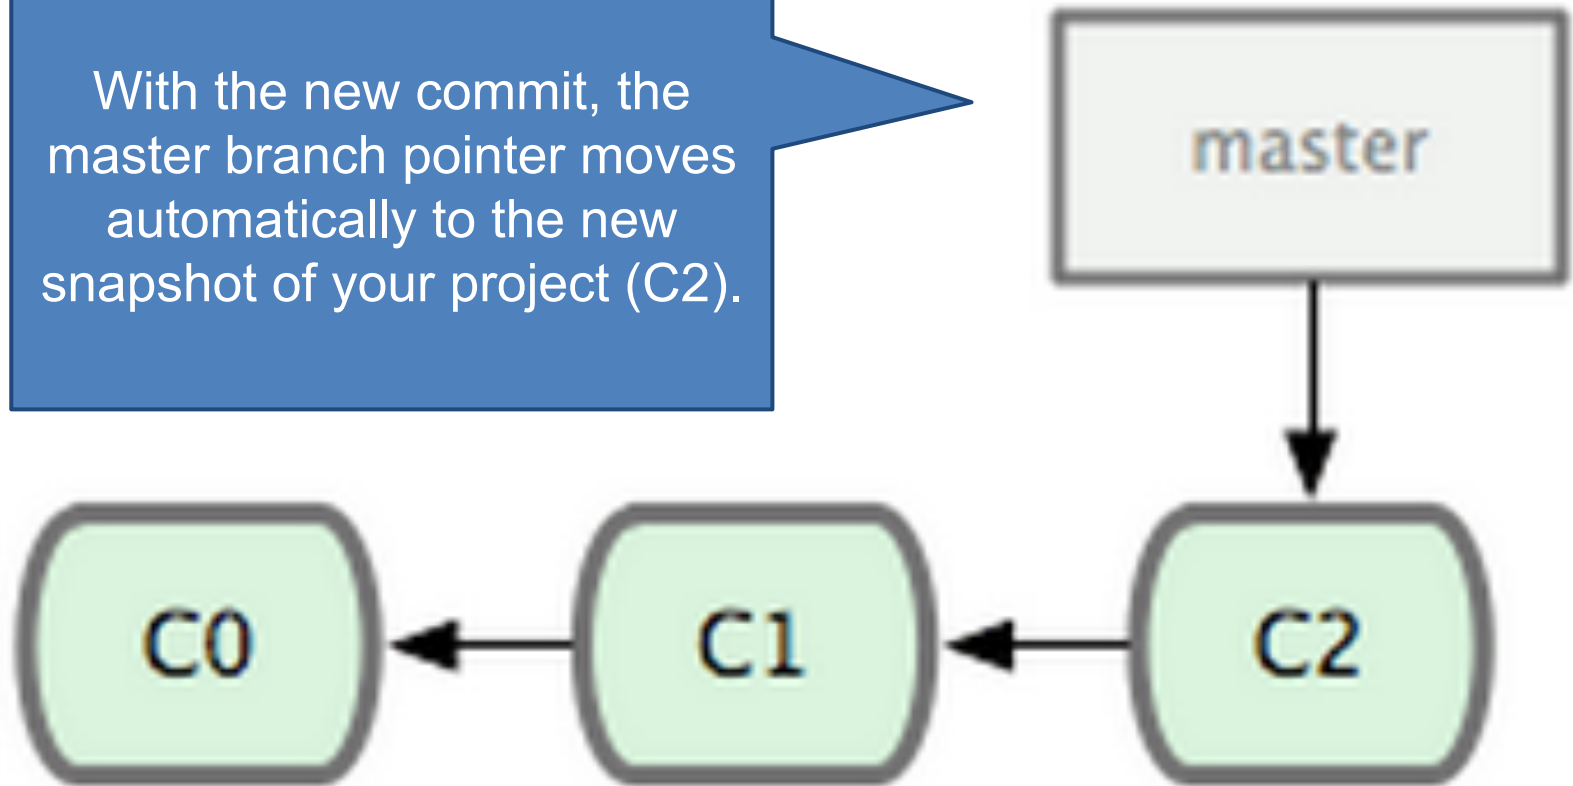 With the new commit, the
master branch pointer moves
automatically to the new
snapshot of your project (C2).
master
C0
C1
C2